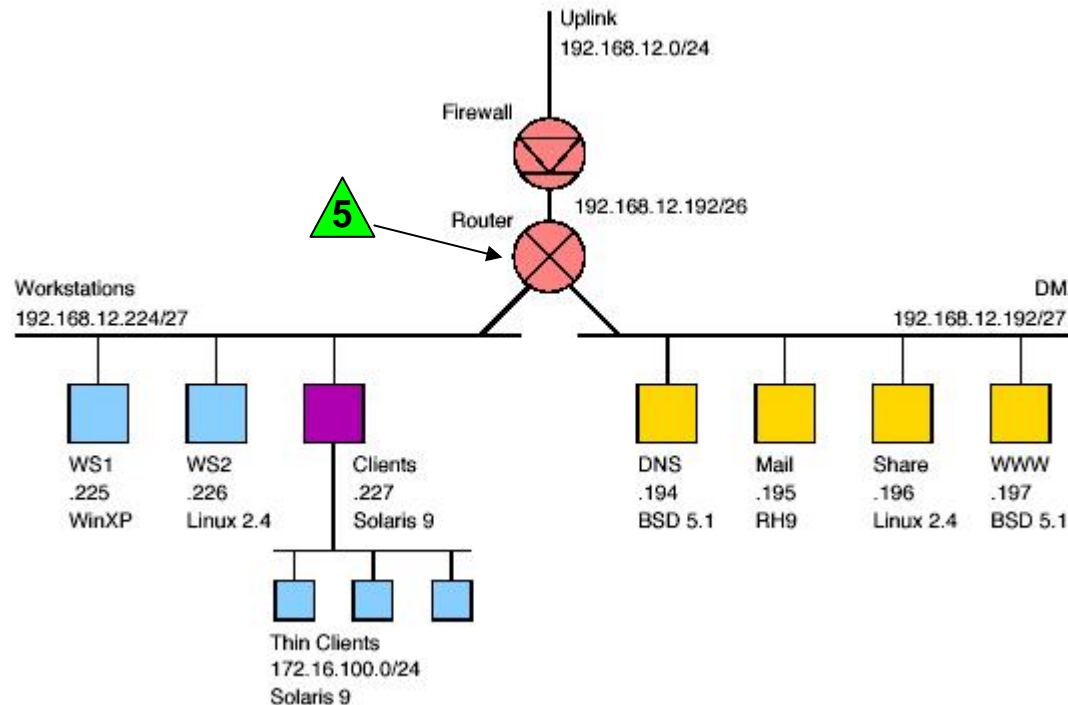 Uplink
192.168.12.0/24
Firewall
192.168.12.192/26
5
Router
Workstations
192.168.12.224/27
DM
192.168.12.192/27
WS1
.225
WinXP
WS2
.226
Linux 2.4
Clients
.227
Solaris 9
DNS
.194
BSD 5.1
Mail
.195
RH9
Share
.196
Linux 2.4
WWW
.197
BSD 5.1
Thin Clients
172.16.100.0/24
Solaris 9